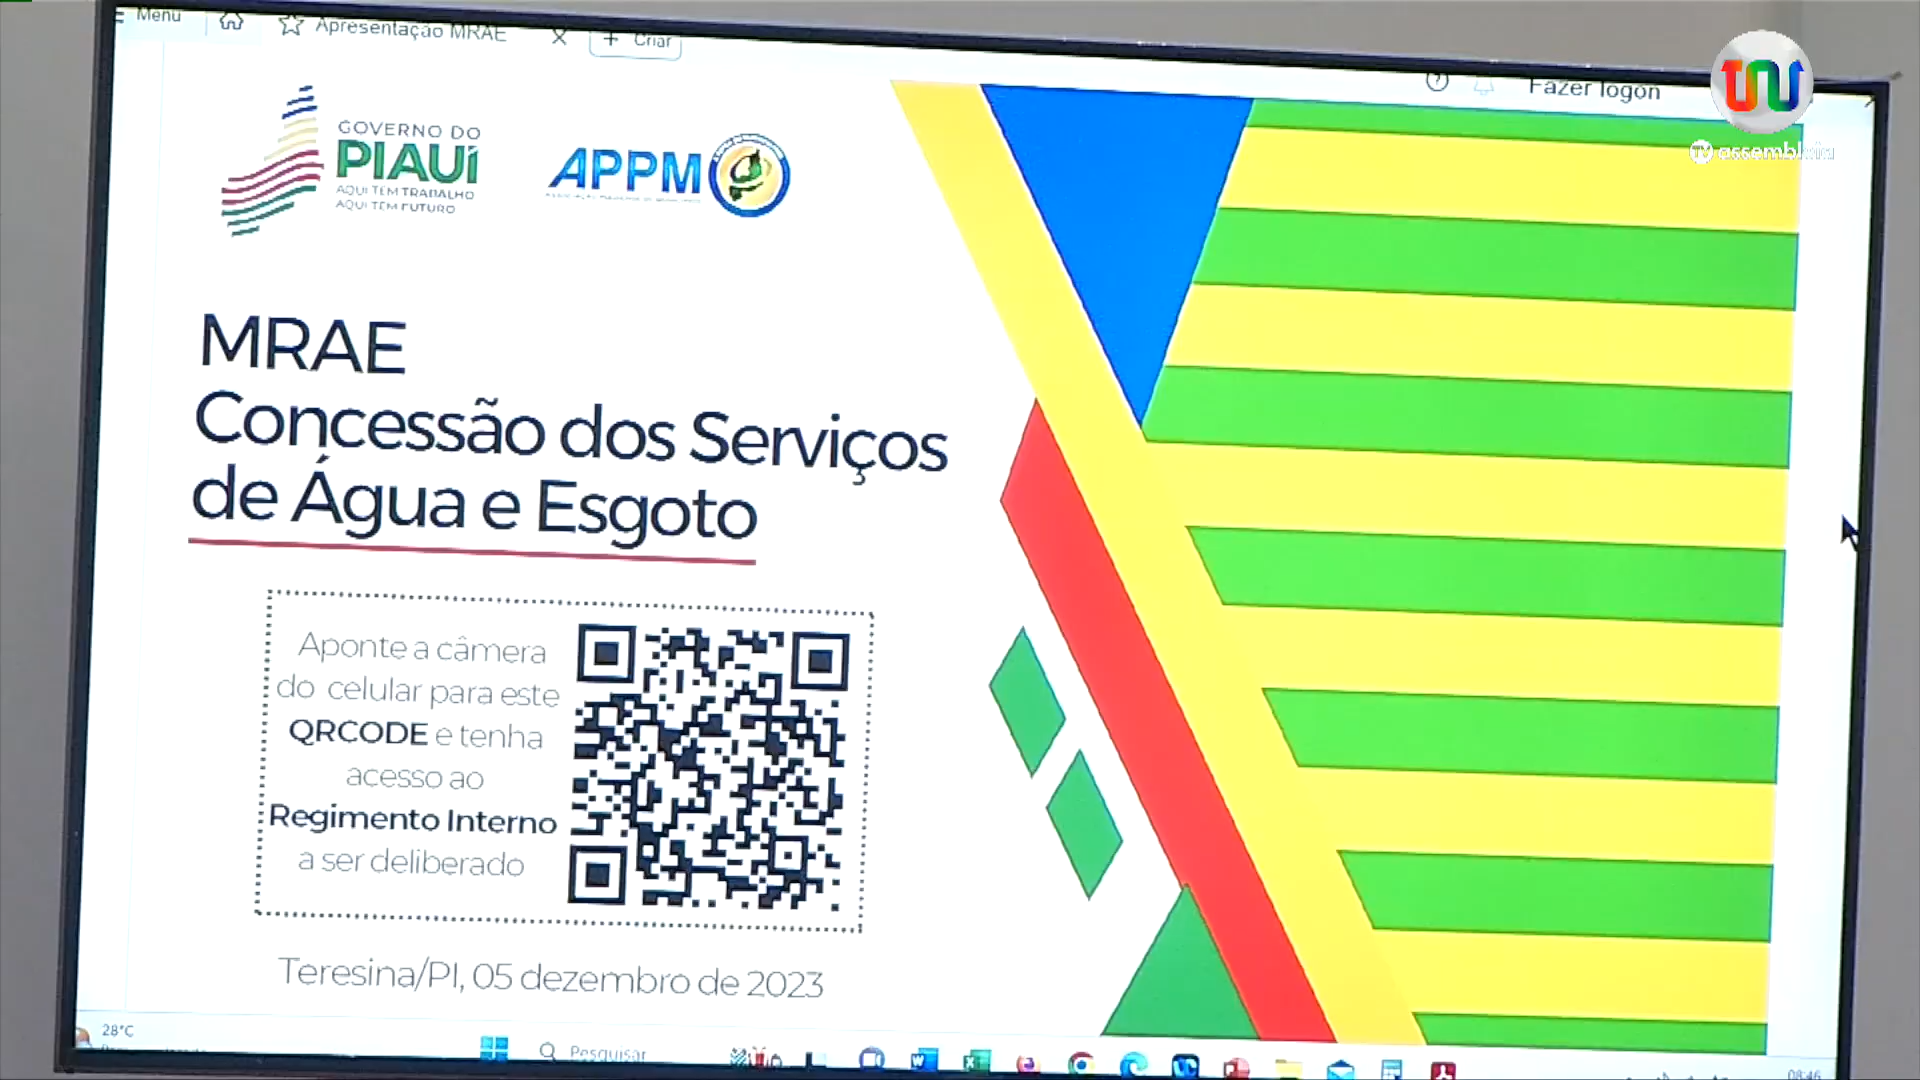 Menu
Apresentação MRAE
Criar
Fazer logon
GOVERNO DO
PIAUÍ
AQUI TEM TRABALHO
AQUI TEM FUTURO
APPM
assembleia
MRAE
Concessão dos Serviços
de Água e Esgoto
Aponte a câmera
do celular para este
QRCODE e tenha
acesso ao
Regimento Interno
a ser deliberado
Teresina/PI, 05 dezembro de 2023
28°C
Pesquisar
08:46